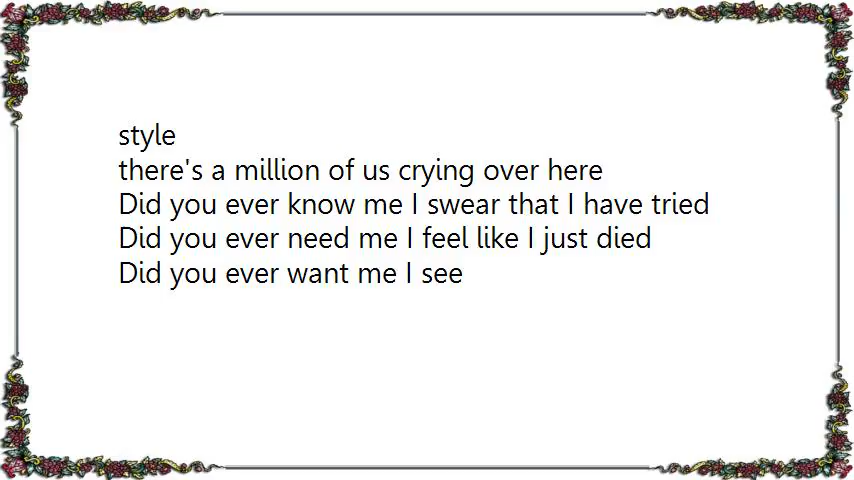 style
there's a million of us crying over here
Did you ever know me I swear that I have tried
Did you ever need me I feel like I just died
Did you ever want me I see